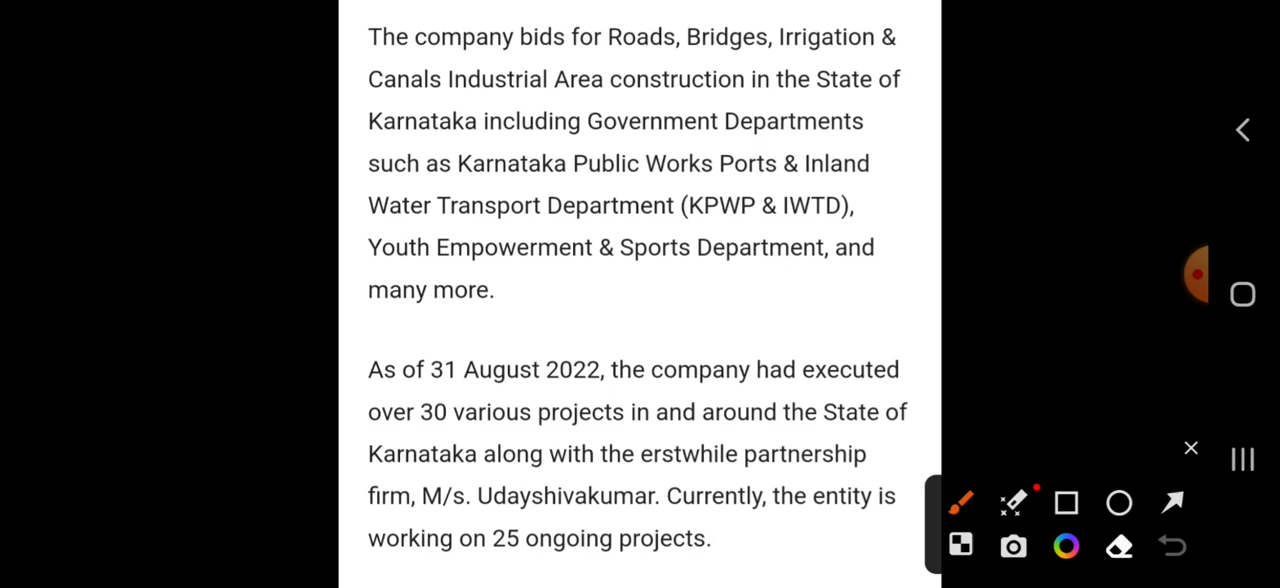 The company bids for Roads, Bridges, Irrigation &
Canals Industrial Area construction in the State of
Karnataka including Government Departments
such as Karnataka Public Works Ports & Inland
Water Transport Department (KPWP & IWTD),
Youth Empowerment & Sports Department, and
many more.
As of 31 August 2022, the company had executed
over 30 various projects in and around the State of
Karnataka along with the erstwhile partnership
firm, M/s. Udayshivakumar. Currently, the entity is
working on 25 ongoing projects.